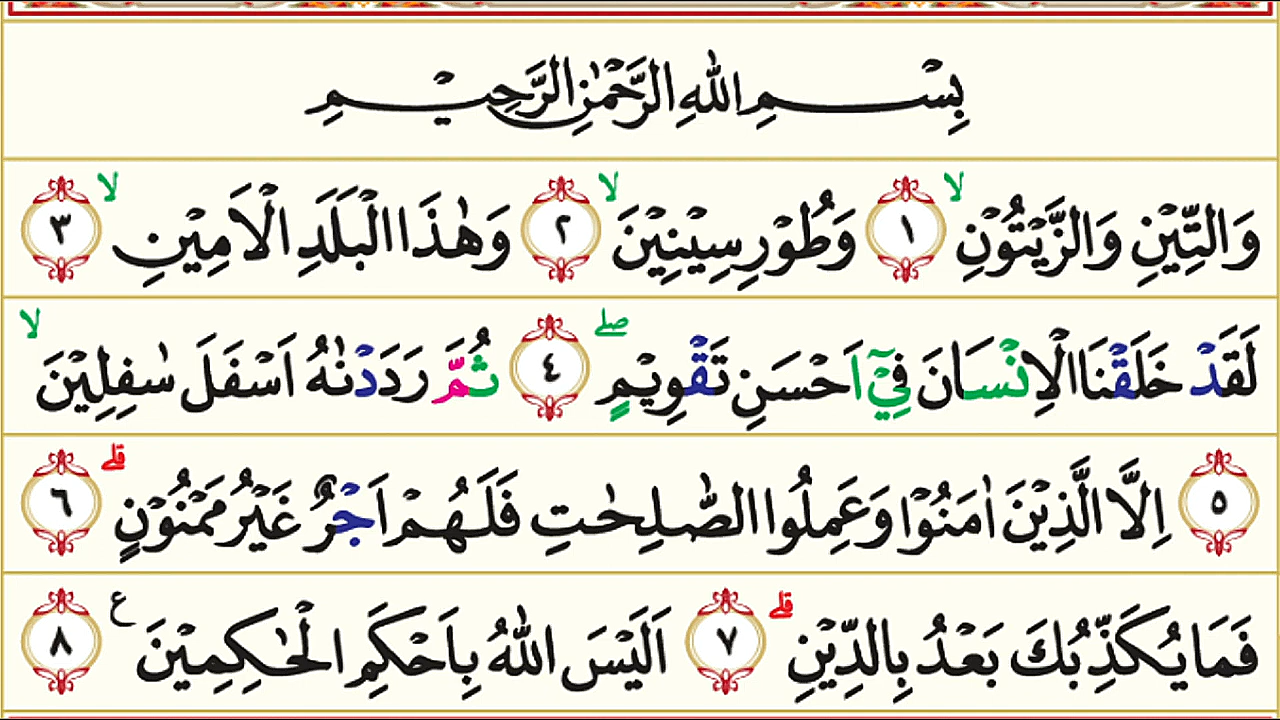 بِسْمِ اللّٰهِ الرَّحْمٰنِ الرَّحِيْمِ
وَالتِّيْنِ وَالزَّيْتُوْنِ ۙ ١ وَطُوْرِ سِيْنِيْنَ ۙ ٢ وَهٰذَا الْبَلَدِ الْاَمِيْنِ ۙ ٣
لَقَدْ خَلَقْنَا الْاِنْسَانَ فِيْٓ اَحْسَنِ تَقْوِيْمٍ ۖ ٤ ثُمَّ رَدَدْنٰهُ اَسْفَلَ سٰفِلِيْنَ ۙ
٥ اِلَّا الَّذِيْنَ اٰمَنُوْا وَعَمِلُوا الصّٰلِحٰتِ فَلَهُمْ اَجْرٌ غَيْرُ مَمْنُوْنٍ ۗ ٦
فَمَا يُكَذِّبُكَ بَعْدُ بِالدِّيْنِ ۗ ٧ اَلَيْسَ اللّٰهُ بِاَحْكَمِ الْحٰكِمِيْنَ ع ٨